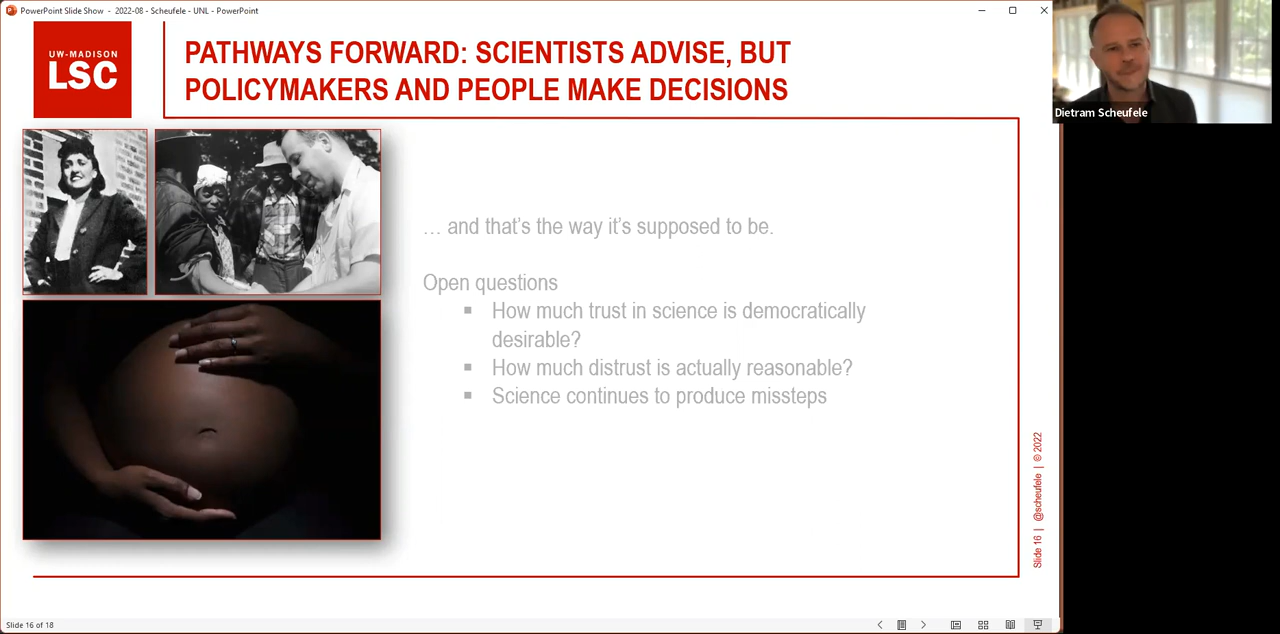 PowerPoint Slide Show - 2022-08 - Scheufele - UNL - PowerPoint
UW-MADISON
LSC
PATHWAYS FORWARD: SCIENTISTS ADVISE, BUT
POLICYMAKERS AND PEOPLE MAKE DECISIONS
Dietram Scheufele
… and that's the way it's supposed to be.
Open questions
▪ How much trust in science is democratically
desirable?
▪ How much distrust is actually reasonable?
▪ Science continues to produce missteps
Slide 16 | @scheufele | © 2022
Slide 16 of 18